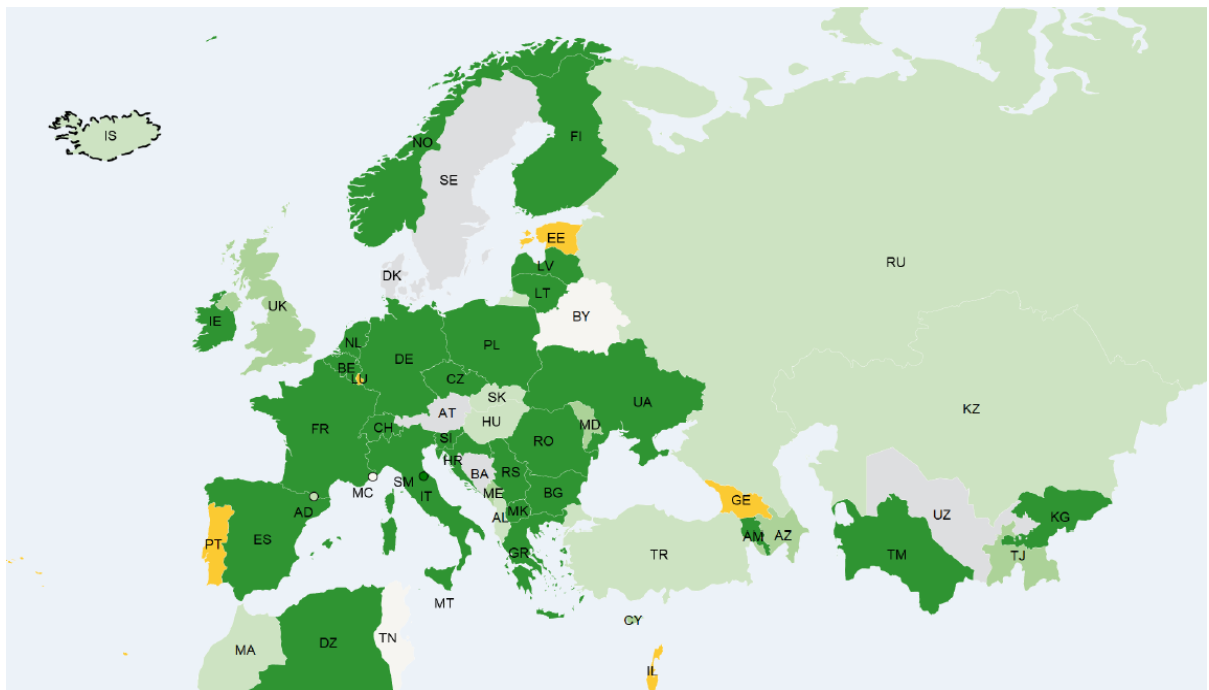 IS
NO
FI
SE
EE
RU
DK
LV
LT
UK
BY
IE
NL
DE
PL
BE
LU
CZ
SK
UA
AT
KZ
FR
CH
HU
MD
SI
RO
HR
BA
RS
MC
SM
IT
ME
BG
GE
AD
MK
AL
UZ
KG
PT
ES
GR
TR
AM
AZ
TM
TJ
MT
CY
TN
DZ
MA
IL